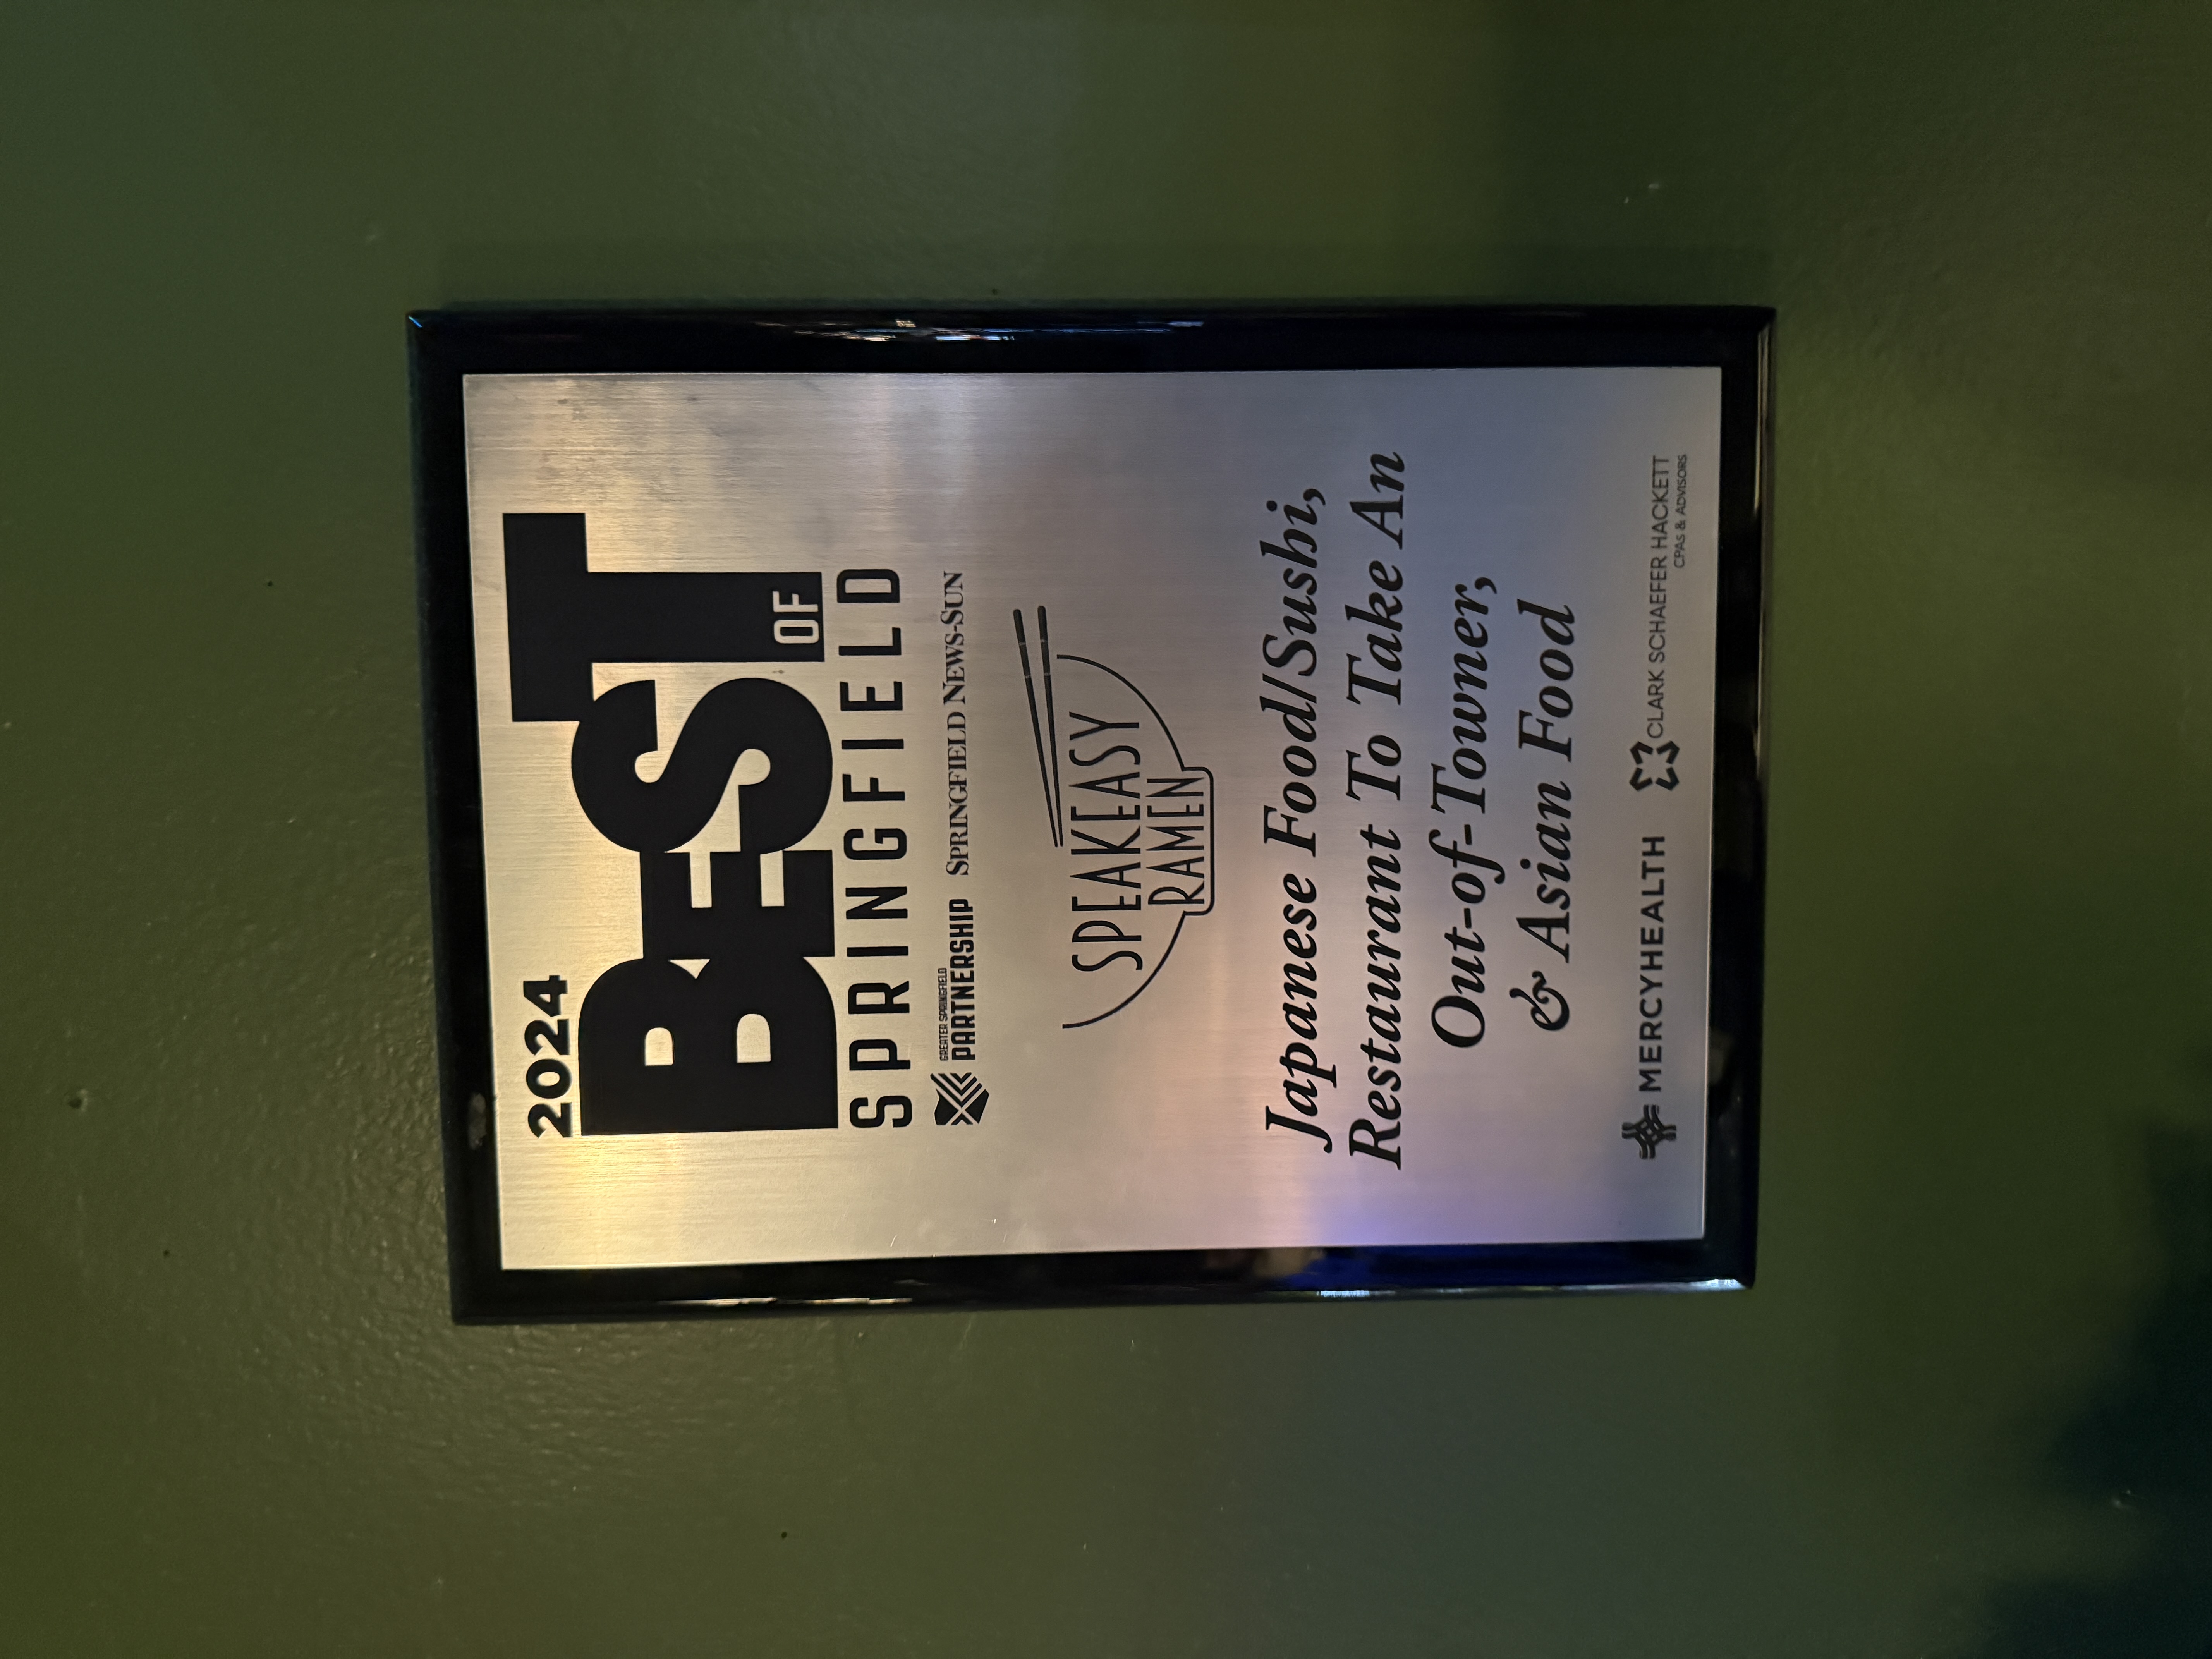 2024
BEST
OF
SPRINGFIELD
GREATER SPRINGFIELD
PARTNERSHIP
SPRINGFIELD NEWS-SUN
SPEAKEASY
RAMEN
Japanese Food/Sushi,
Restaurant To Take An
Out-of-Towner,
& Asian Food
MERCYHEALTH
CLARK SCHAEFER HACKETT
CPAs & ADVISORS